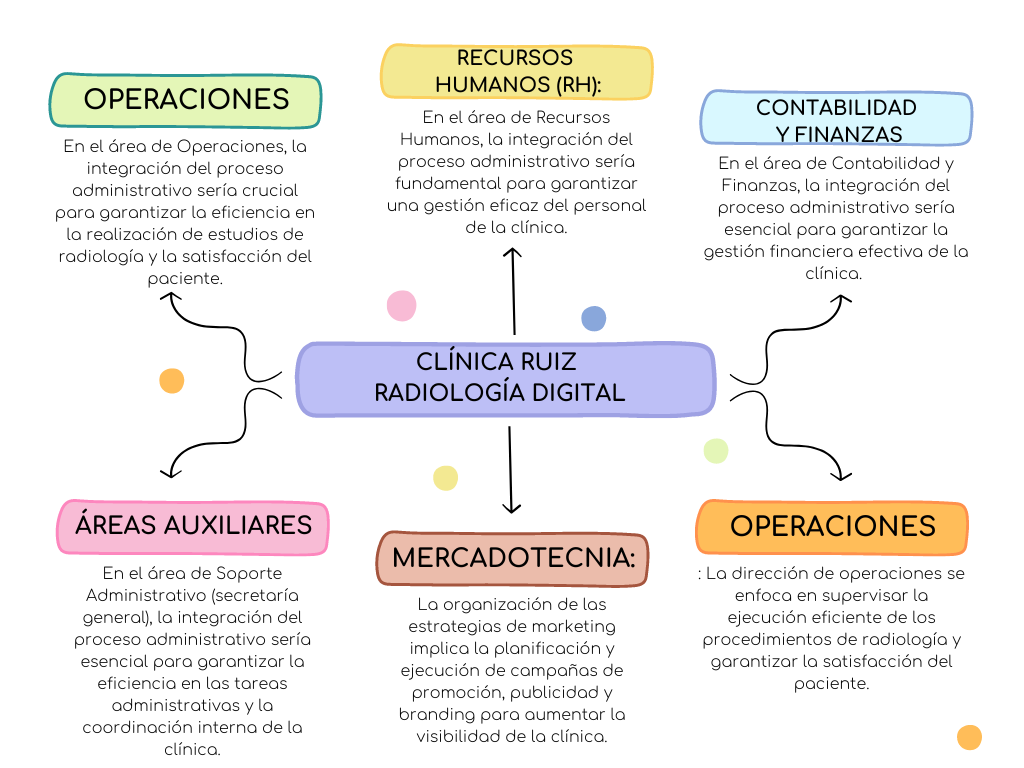 OPERACIONES
En el área de Operaciones, la
integración del proceso
administrativo sería crucial
para garantizar la eficiencia en
la realización de estudios de
radiología y la satisfacción del
paciente.
RECURSOS
HUMANOS (RH):
En el área de Recursos
Humanos, la integración del
proceso administrativo sería
fundamental para garantizar
una gestión eficaz del personal
de la clínica.
CONTABILIDAD
Y FINANZAS
En el área de Contabilidad y
Finanzas, la integración del
proceso administrativo sería
esencial para garantizar la
gestión financiera efectiva de la
clínica.
CLÍNICA RUIZ
RADIOLOGÍA DIGITAL
ÁREAS AUXILIARES
En el área de Soporte
Administrativo (secretaría
general), la integración del
proceso administrativo sería
esencial para garantizar la
eficiencia en las tareas
administrativas y la
coordinación interna de la
clínica.
MERCADOTECNIA:
La organización de las
estrategias de marketing
implica la planificación y
ejecución de campañas de
promoción, publicidad y
branding para aumentar la
visibilidad de la clínica.
OPERACIONES
: La dirección de operaciones se
enfoca en supervisar la
ejecución eficiente de los
procedimientos de radiología y
garantizar la satisfacción del
paciente.